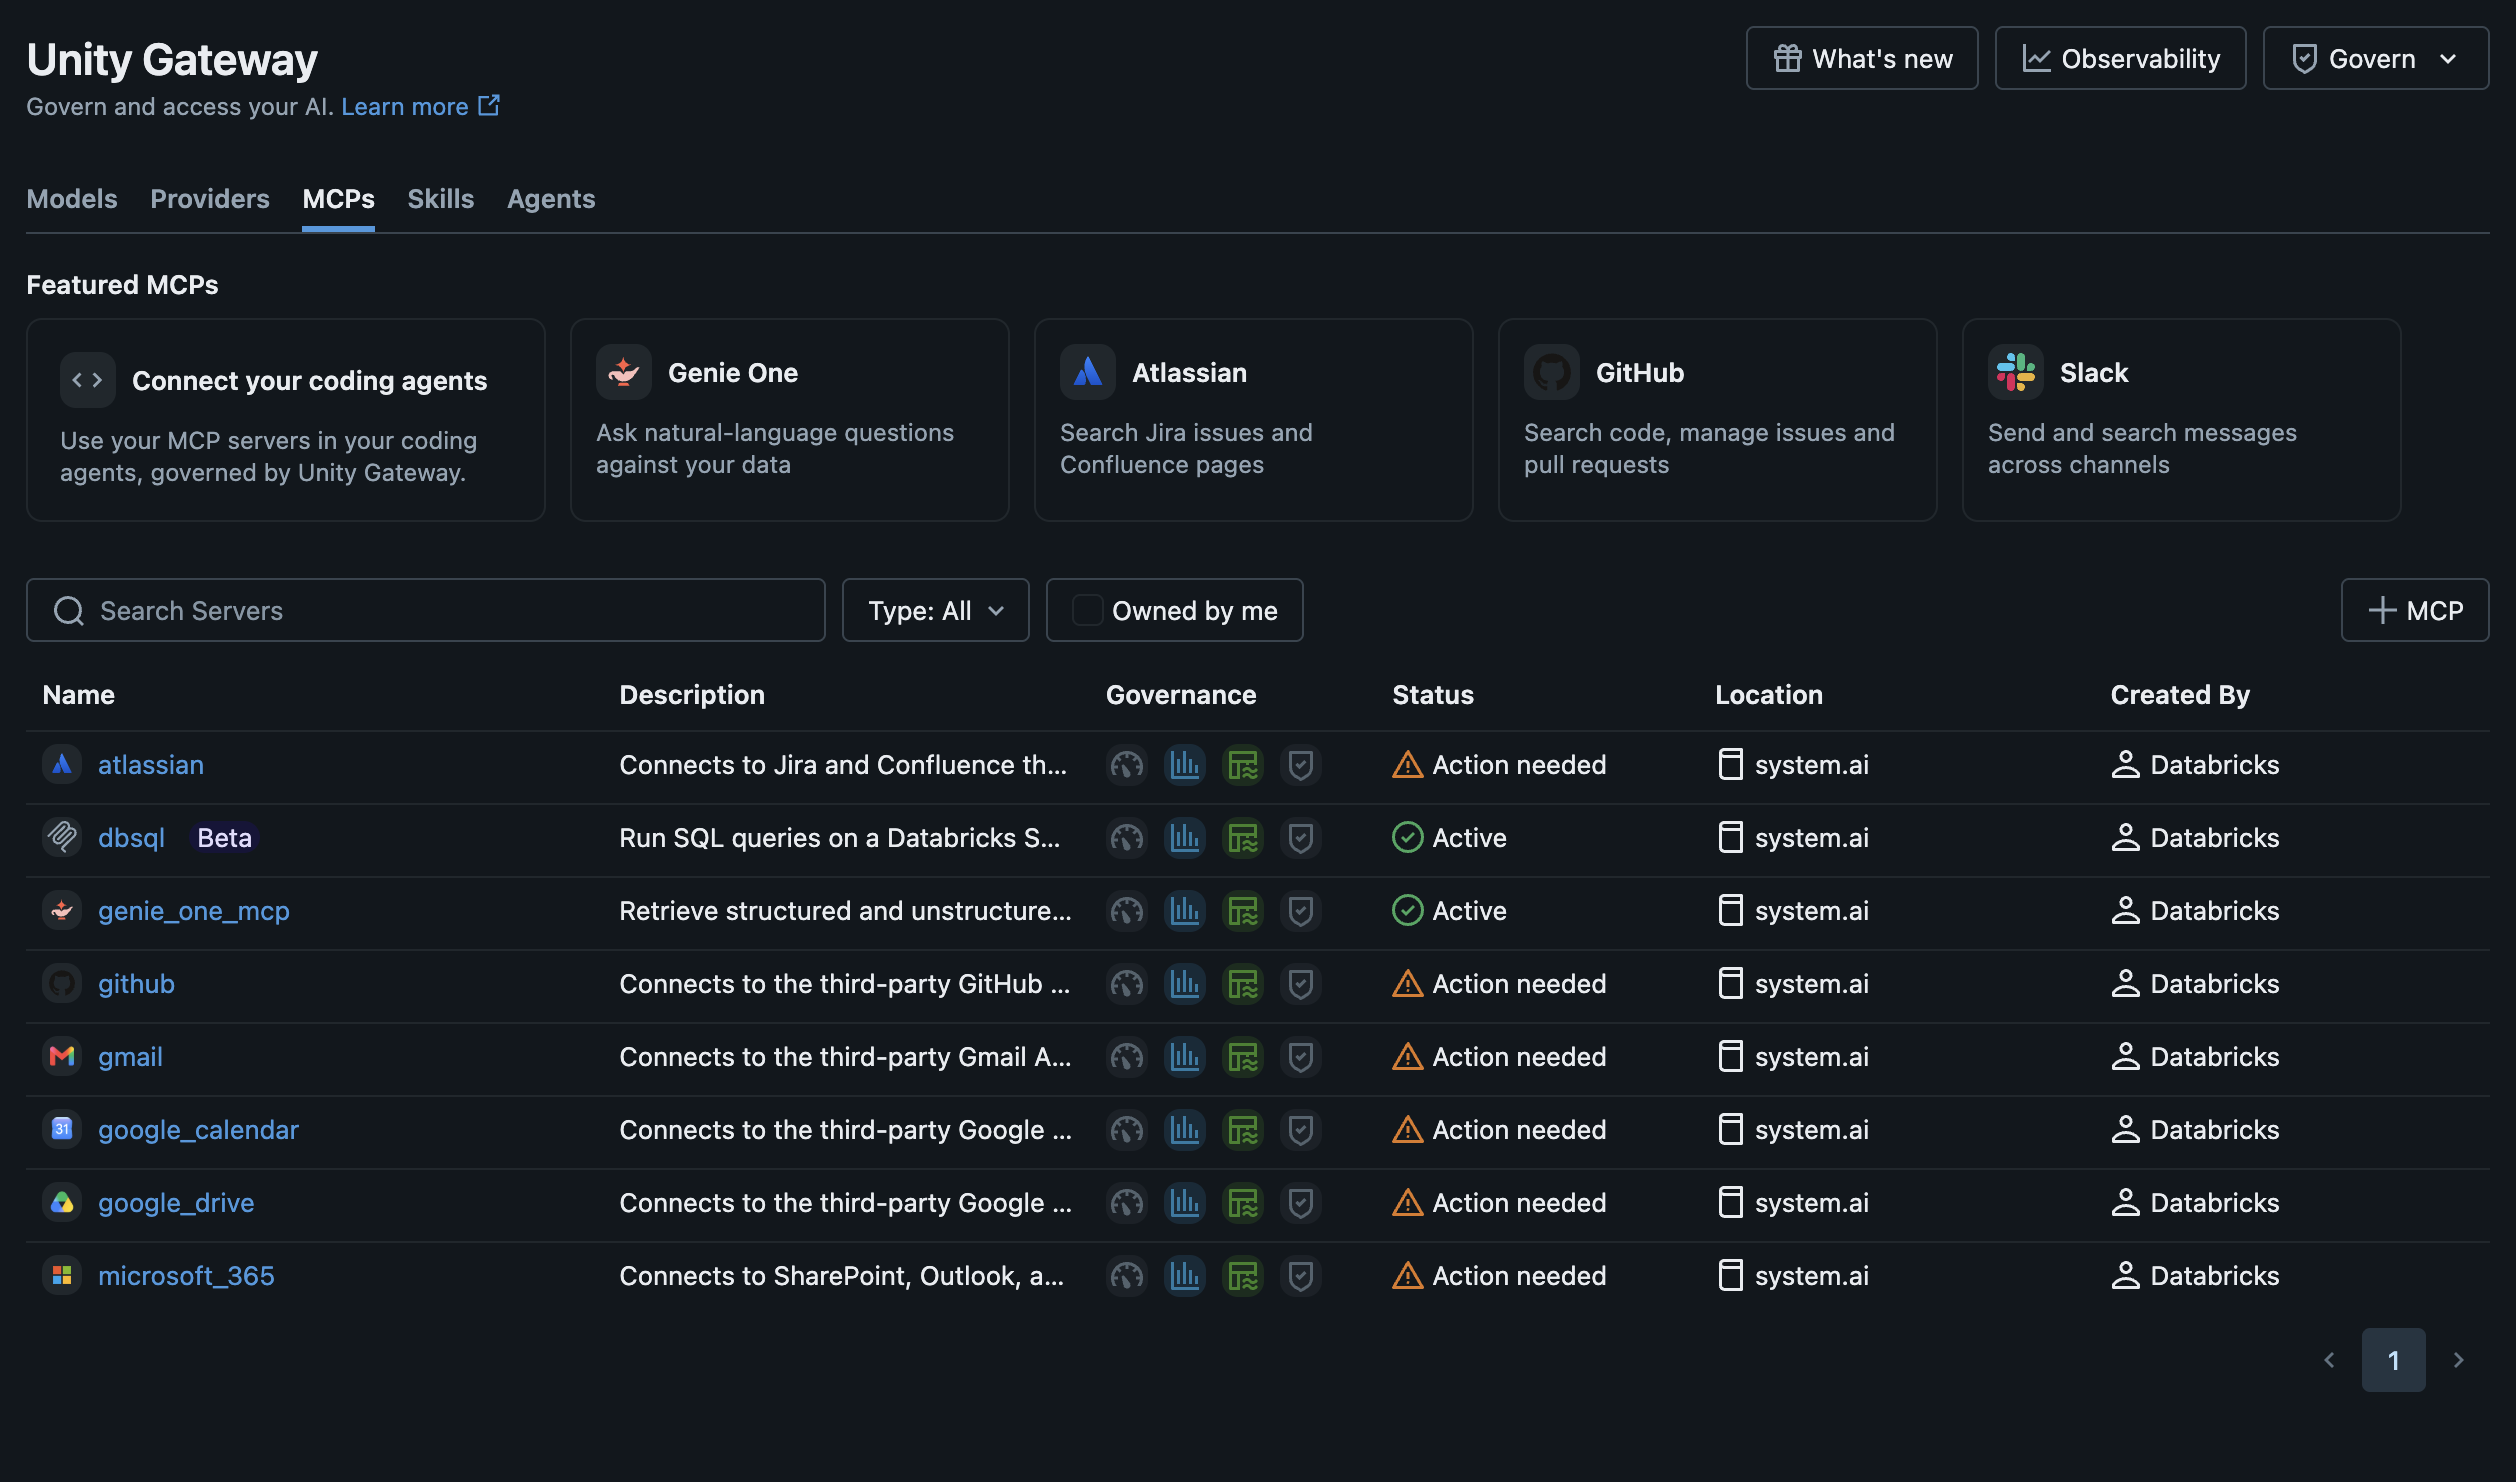 Unity Gateway
Govern and access your AI. Learn more
What's new
Observability
Govern
Models
Providers
MCPs
Skills
Agents
Featured MCPs
Connect your coding agents
Use your MCP servers in your coding
agents, governed by Unity Gateway.
Genie One
Ask natural-language questions
against your data
Atlassian
Search Jira issues and
Confluence pages
GitHub
Search code, manage issues and
pull requests
Slack
Send and search messages
across channels
Search Servers
Type: All
Owned by me
MCP
Name Description Governance Status Location Created By
atlassian Connects to Jira and Confluence th... Action needed system.ai Databricks
dbsql Beta Run SQL queries on a Databricks S... Active system.ai Databricks
genie_one_mcp Retrieve structured and unstructure... Active system.ai Databricks
github Connects to the third-party GitHub ... Action needed system.ai Databricks
gmail Connects to the third-party Gmail A... Action needed system.ai Databricks
31 google_calendar Connects to the third-party Google ... Action needed system.ai Databricks
google_drive Connects to the third-party Google ... Action needed system.ai Databricks
microsoft_365 Connects to SharePoint, Outlook, a... Action needed system.ai Databricks
1